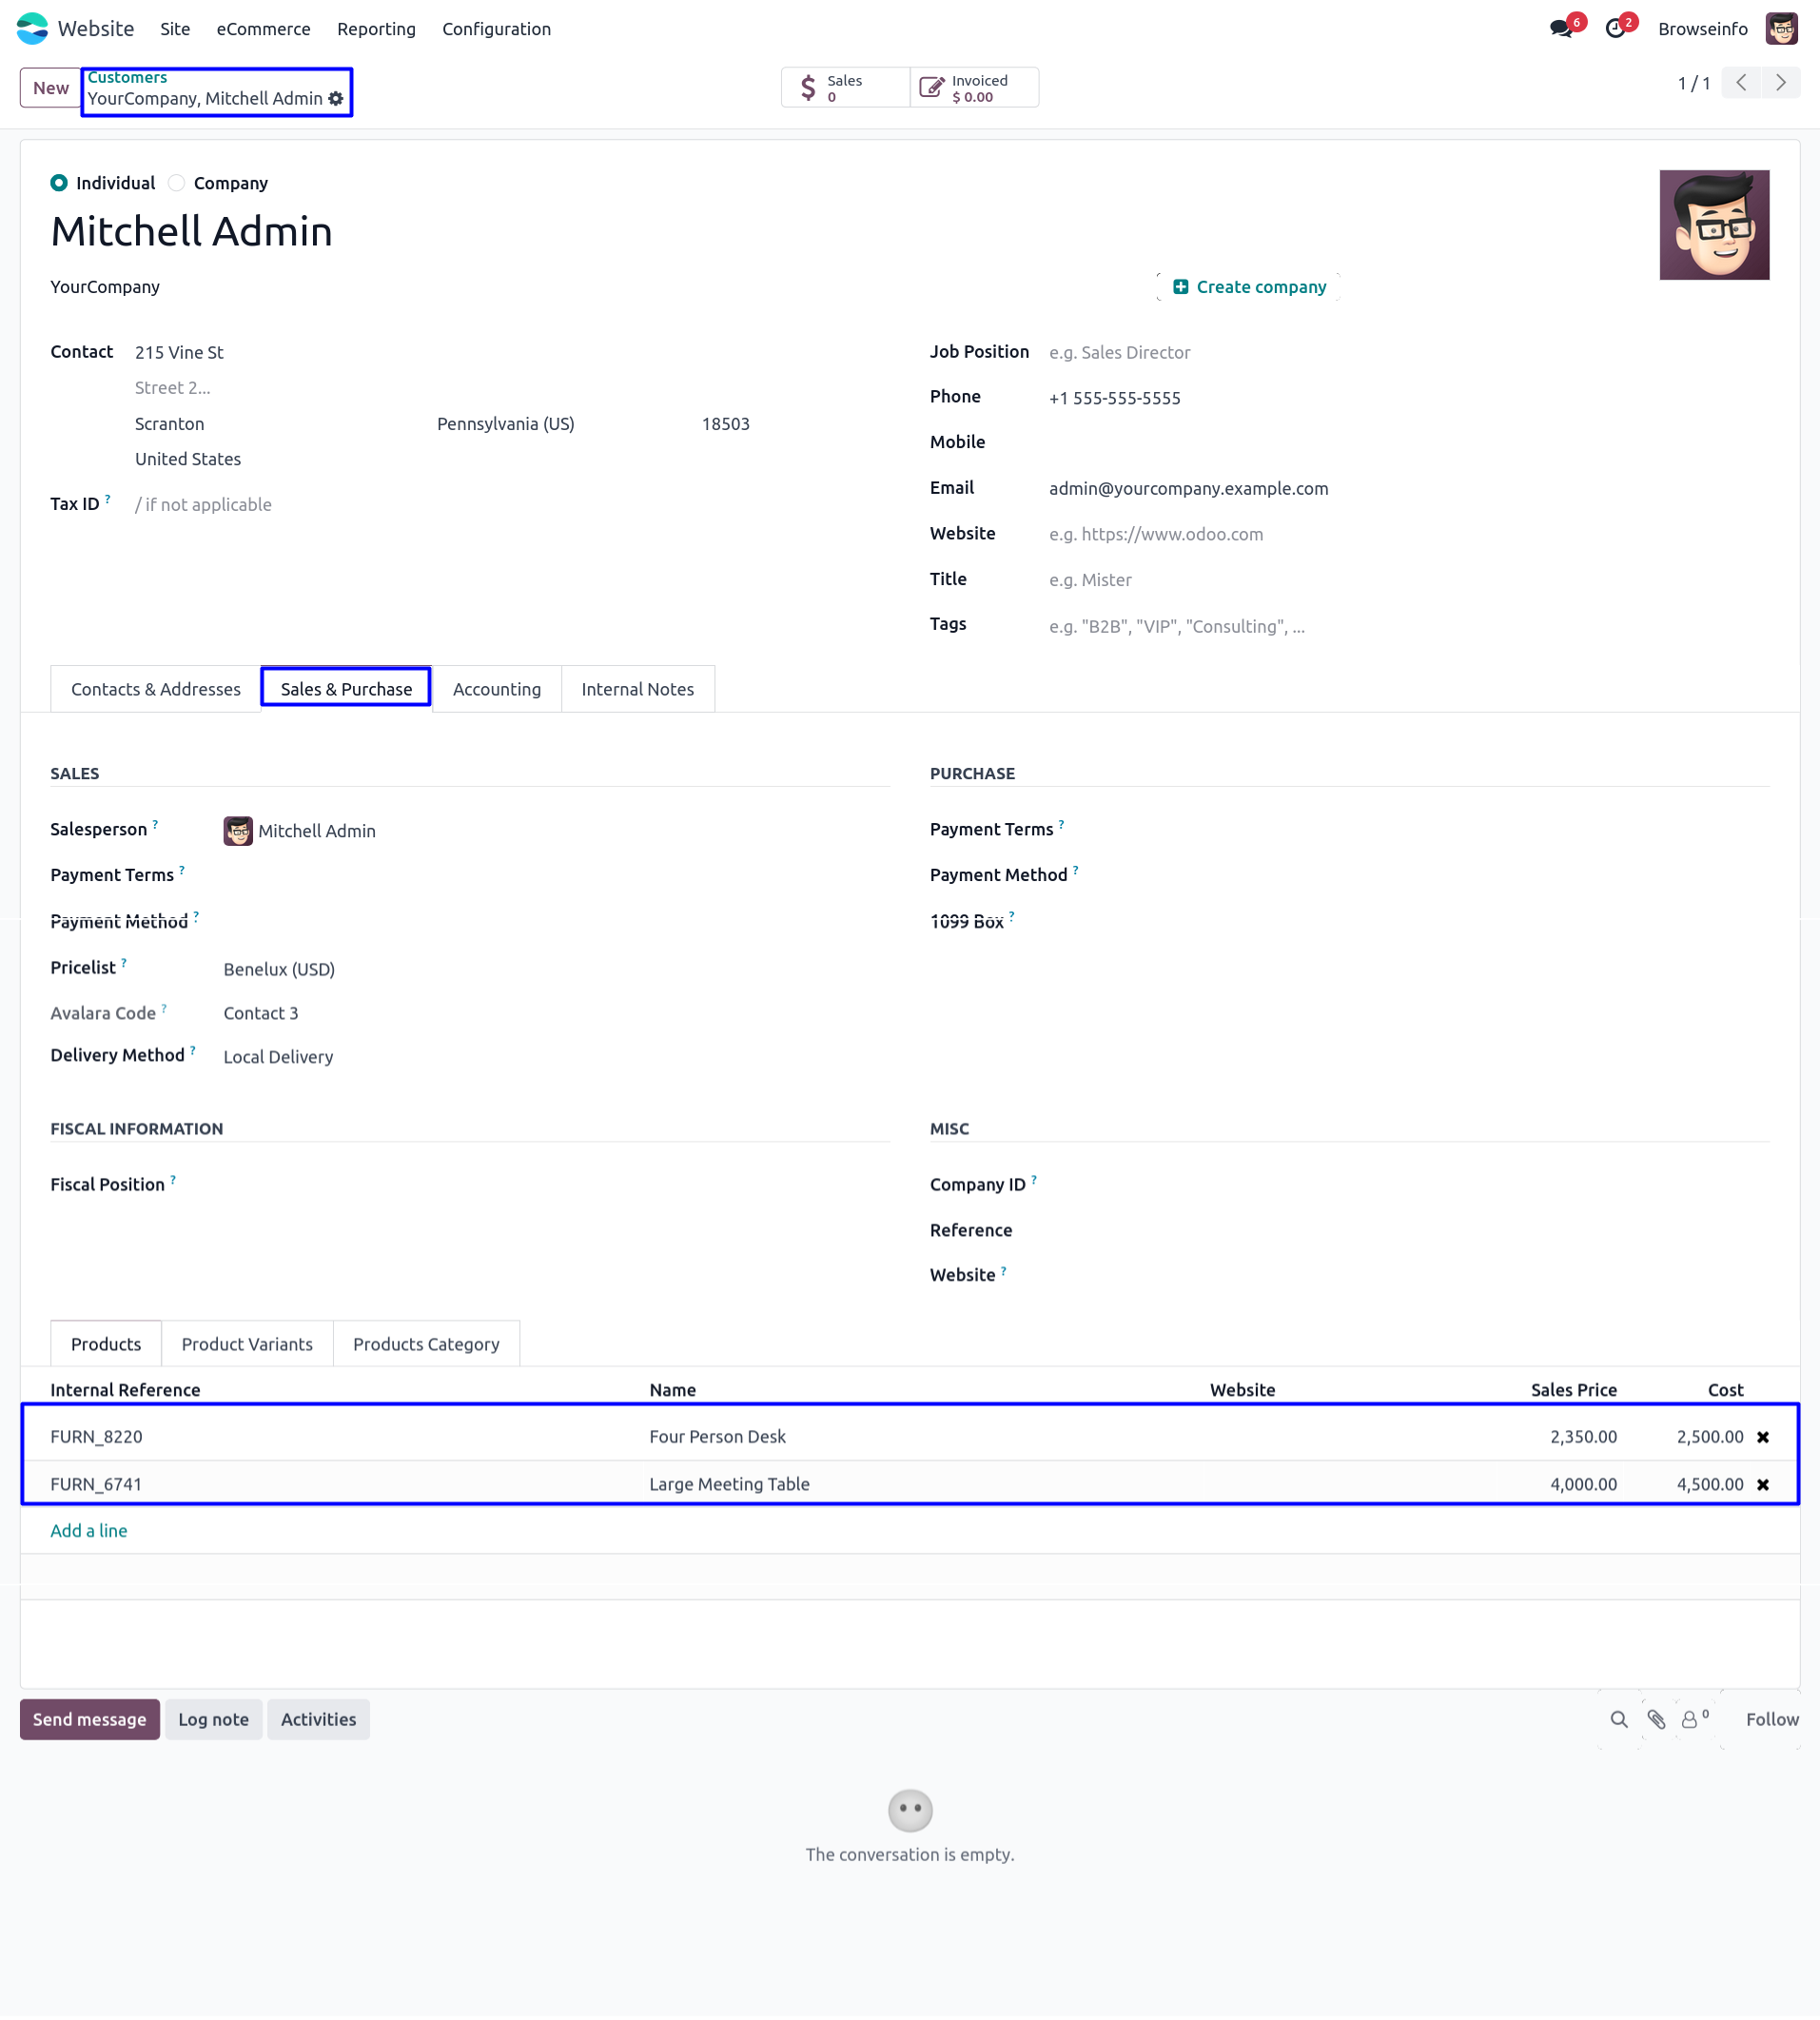 Website Site eCommerce Reporting Configuration 6 2 Browseinfo
New Customers
YourCompany, Mitchell Admin
Sales
0
Invoiced
$ 0.00
1 / 1
Individual Company
Mitchell Admin
YourCompany
Create company
Contact 215 Vine St
Street 2...
Scranton Pennsylvania (US) 18503
United States
Tax ID ? / if not applicable
Job Position e.g. Sales Director
Phone +1 555-555-5555
Mobile
Email admin@yourcompany.example.com
Website e.g. https://www.odoo.com
Title e.g. Mister
Tags e.g. "B2B", "VIP", "Consulting", ...
Contacts & Addresses Sales & Purchase Accounting Internal Notes
SALES
Salesperson ? Mitchell Admin
Payment Terms ?
Payment Method ?
Pricelist ? Benelux (USD)
Avalara Code ? Contact 3
Delivery Method ? Local Delivery
PURCHASE
Payment Terms ?
Payment Method ?
1099 Box ?
FISCAL INFORMATION
Fiscal Position ?
MISC
Company ID ?
Reference
Website ?
Products Product Variants Products Category
Internal Reference Name Website Sales Price Cost
FURN_8220 Four Person Desk 2,350.00 2,500.00
FURN_6741 Large Meeting Table 4,000.00 4,500.00
Add a line
Send message Log note Activities 0 Follow
The conversation is empty.